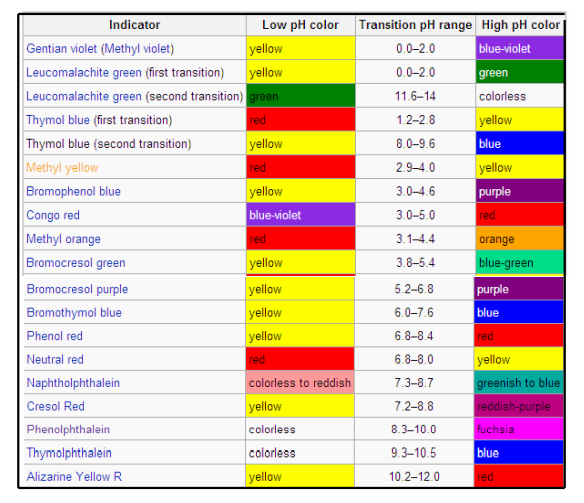 Indicator Low pH color Transition pH range High pH color
Gentian violet (Methyl violet) yellow 0.0–2.0 blue-violet
Leucomalachite green (first transition) yellow 0.0–2.0 green
Leucomalachite green (second transition) green 11.6–14 colorless
Thymol blue (first transition) red 1.2–2.8 yellow
Thymol blue (second transition) yellow 8.0–9.6 blue
Methyl yellow red 2.9–4.0 yellow
Bromophenol blue yellow 3.0–4.6 purple
Congo red blue-violet 3.0–5.0 red
Methyl orange red 3.1–4.4 orange
Bromocresol green yellow 3.8–5.4 blue-green
Bromocresol purple yellow 5.2–6.8 purple
Bromothymol blue yellow 6.0–7.6 blue
Phenol red yellow 6.8–8.4 red
Neutral red red 6.8–8.0 yellow
Naphtholphthalein colorless to reddish 7.3–8.7 greenish to blue
Cresol Red yellow 7.2–8.8 reddish-purple
Phenolphthalein colorless 8.3–10.0 fuchsia
Thymolphthalein colorless 9.3–10.5 blue
Alizarine Yellow R yellow 10.2–12.0 red